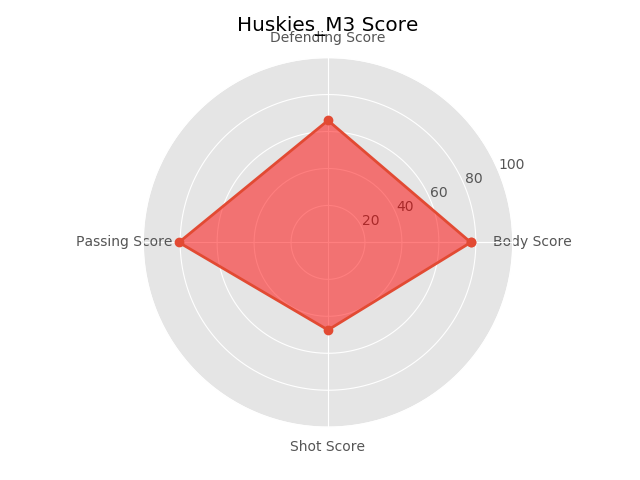 Huskies_M3 Score
Defending Score
100
80
60
40
20
Passing Score
Body Score
Shot Score